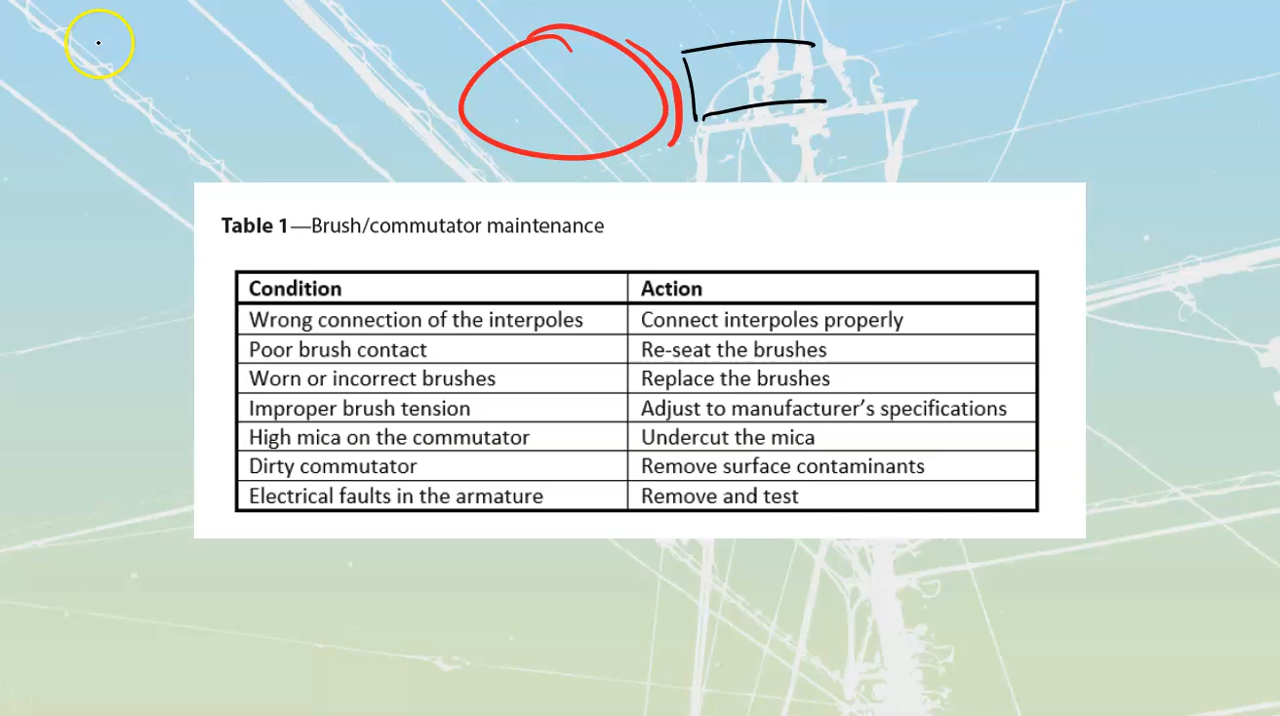 Table 1—Brush/commutator maintenance
Condition Action
Wrong connection of the interpoles Connect interpoles properly
Poor brush contact Re-seat the brushes
Worn or incorrect brushes Replace the brushes
Improper brush tension Adjust to manufacturer’s specifications
High mica on the commutator Undercut the mica
Dirty commutator Remove surface contaminants
Electrical faults in the armature Remove and test